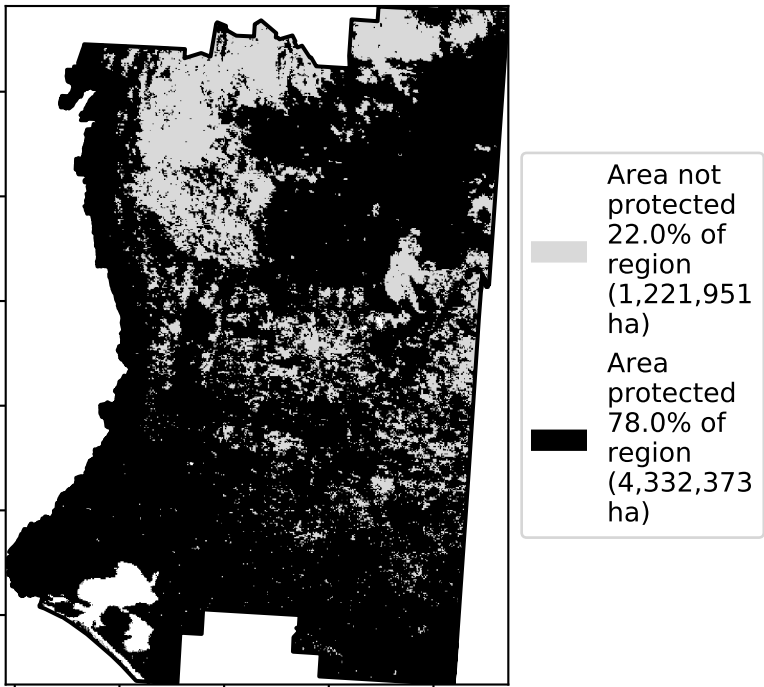 Area not
protected
22.0% of
region
(1,221,951
ha)
Area
protected
78.0% of
region
(4,332,373
ha)